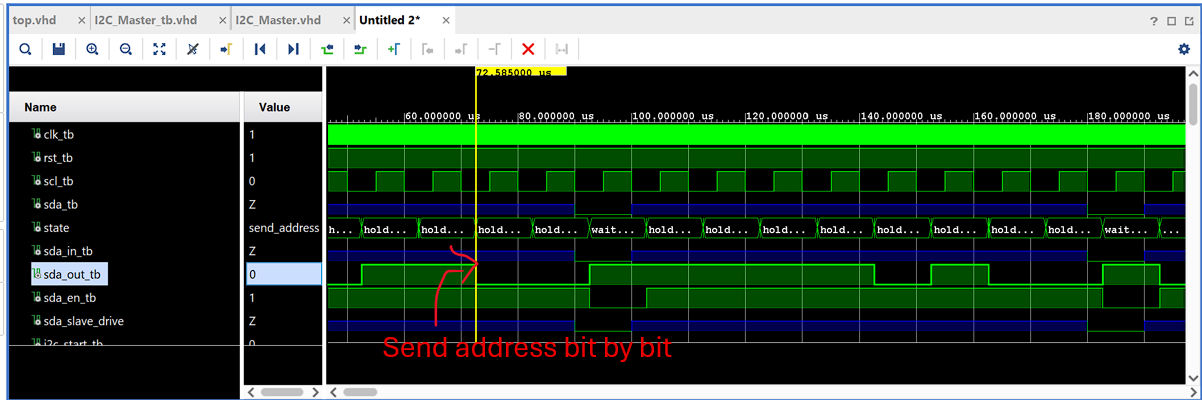 top.vhd × I2C_Master_tb.vhd × I2C_Master.vhd × Untitled 2* × ?
72.585000 us
Name Value
60.000000 us 80.000000 us 100.000000 us 120.000000 us 140.000000 us 160.000000 us 180.000000 us
clk_tb 1
rst_tb 1
scl_tb 0
sda_tb Z
state send_address h... hold... hold... hold... hold... wait... hold... hold... hold... hold... hold... hold... hold... hold... wait... ...
sda_in_tb Z
sda_out_tb 0
sda_en_tb 1
sda_slave_drive Z
i2c_start_tb 0
Send address bit by bit